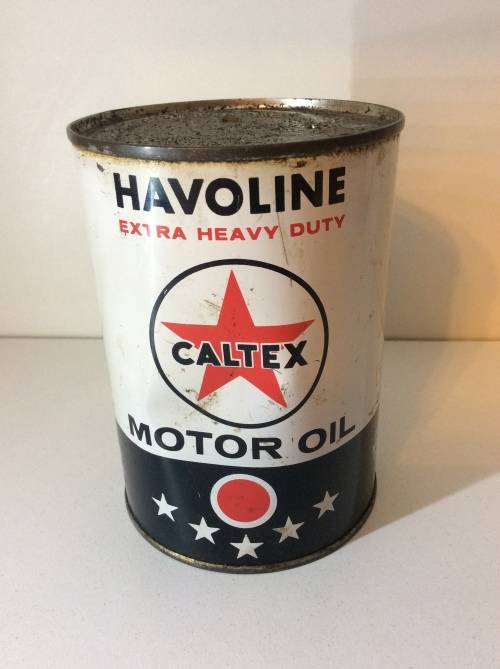 HAVOLINE
EXTRA HEAVY DUTY
CALTEX
MOTOR OIL